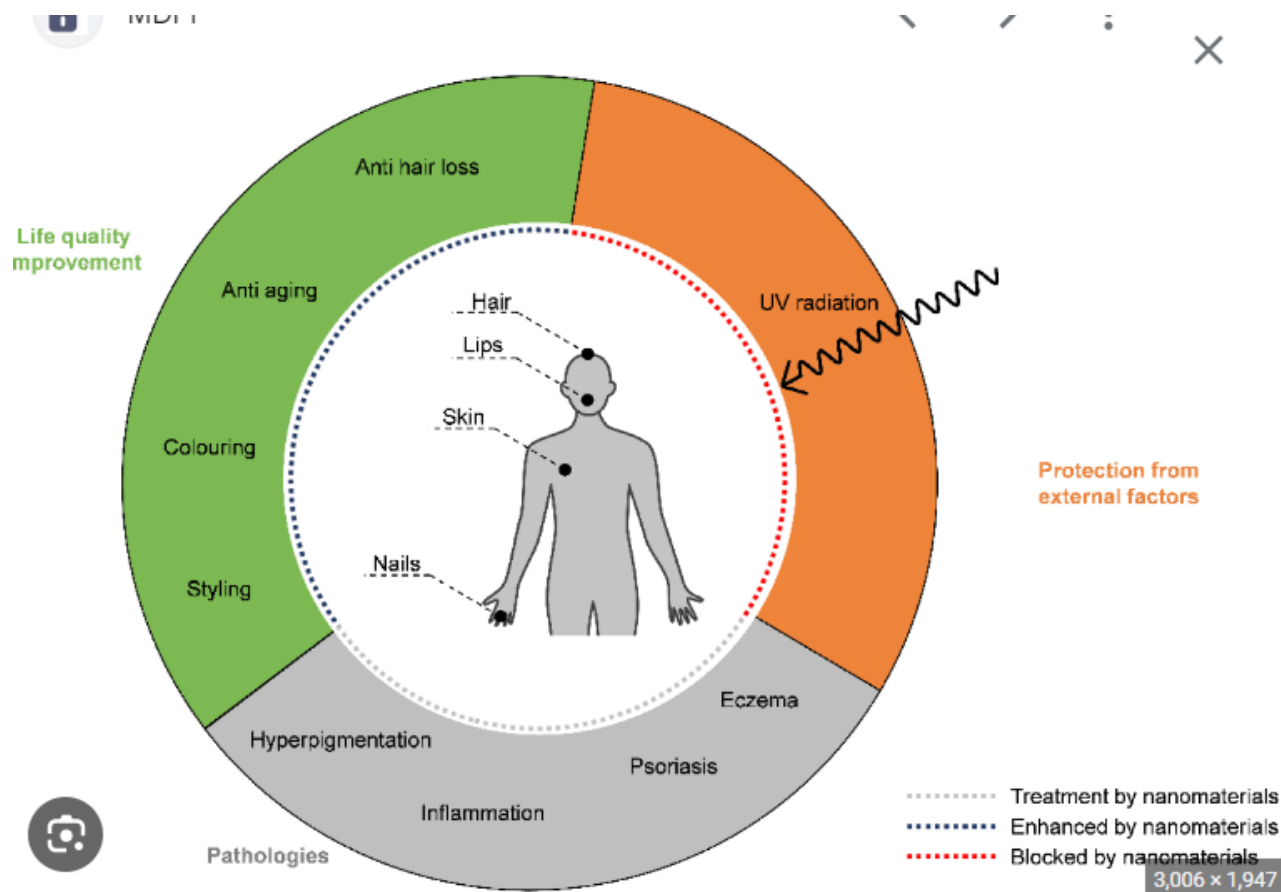 MDPI
Anti hair loss
Life quality
mprovement
Anti aging
UV radiation
Hair
Lips
Skin
Colouring
Protection from
external factors
Nails
Styling
Eczema
Hyperpigmentation
Psoriasis
Inflammation
Pathologies
Treatment by nanomaterials
Enhanced by nanomaterials
Blocked by nanomaterials
3,006 × 1,947